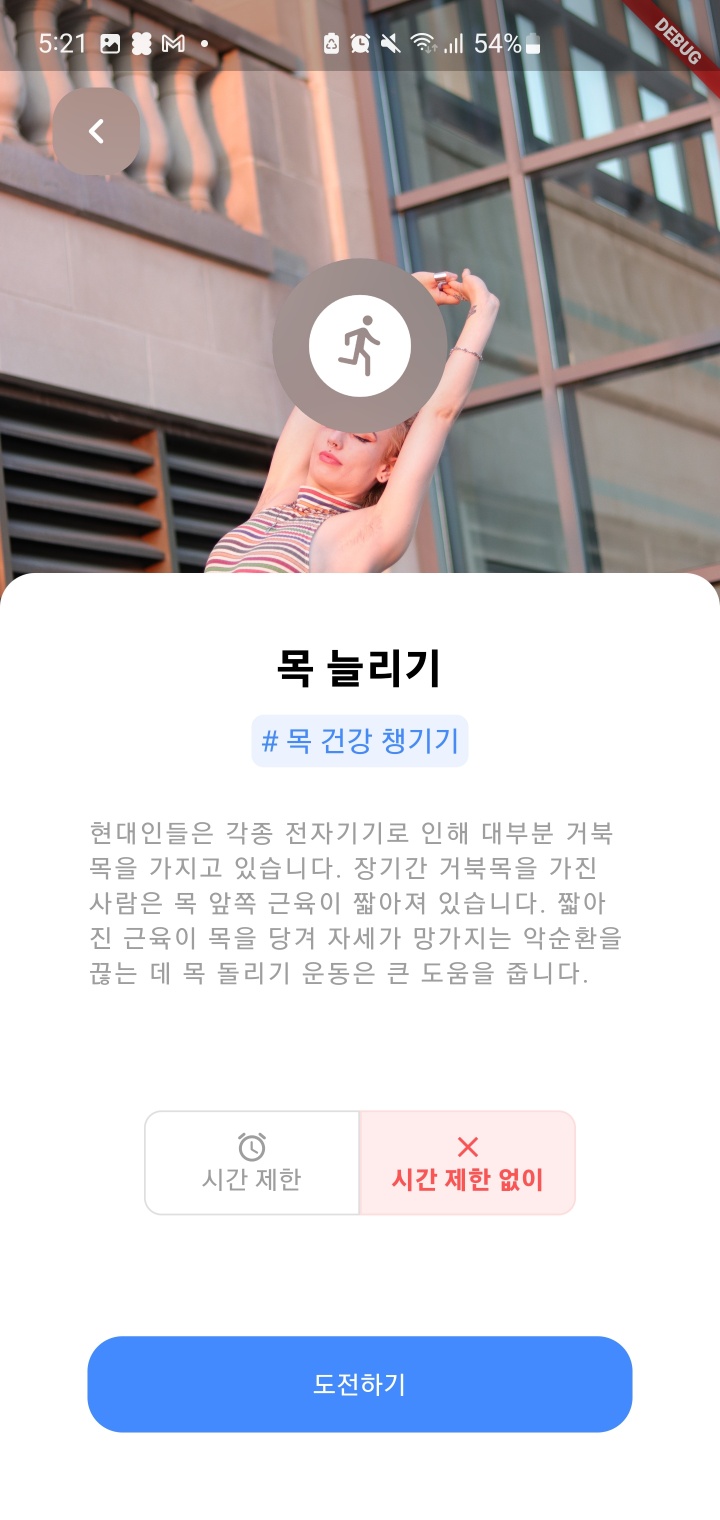 5:21
54%
DEBUG
목 늘리기
# 목 건강 챙기기
현대인들은 각종 전자기기로 인해 대부분 거북
목을 가지고 있습니다. 장기간 거북목을 가진
사람은 목 앞쪽 근육이 짧아져 있습니다. 짧아
진 근육이 목을 당겨 자세가 망가지는 악순환을
끊는 데 목 돌리기 운동은 큰 도움을 줍니다.
시간 제한
시간 제한 없이
도전하기